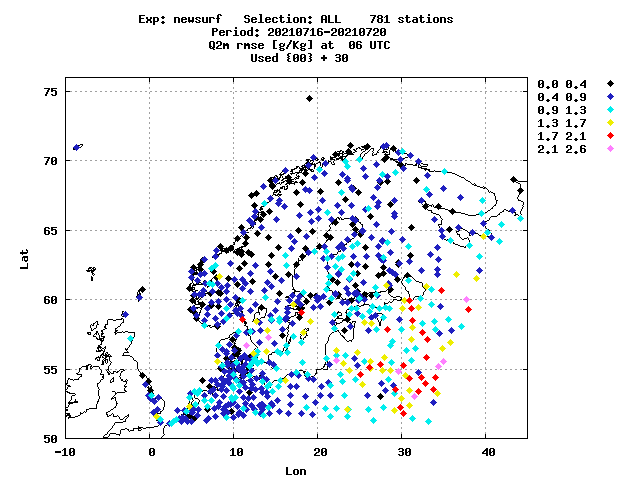 Exp: newsurf   Selection: ALL    781 stations
Period: 20210716-20210720
Q2m rmse [g/Kg] at  06 UTC
Used {00} + 30
0.0 0.4
0.4 0.9
0.9 1.3
1.3 1.7
1.7 2.1
2.1 2.6
75
70
65
60
55
50
Lat
-10 0 10 20 30 40
Lon